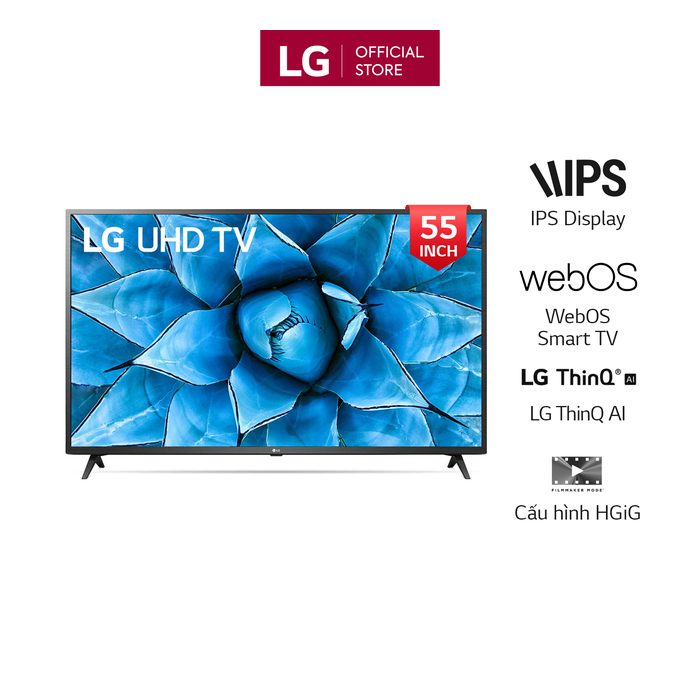 LG OFFICIAL
STORE
LG UHD TV
55
INCH
LG
IPS
IPS Display
webOS
WebOS
Smart TV
LG ThinQ® AI
LG ThinQ AI
FILMMAKER MODE
Cấu hình HGiG